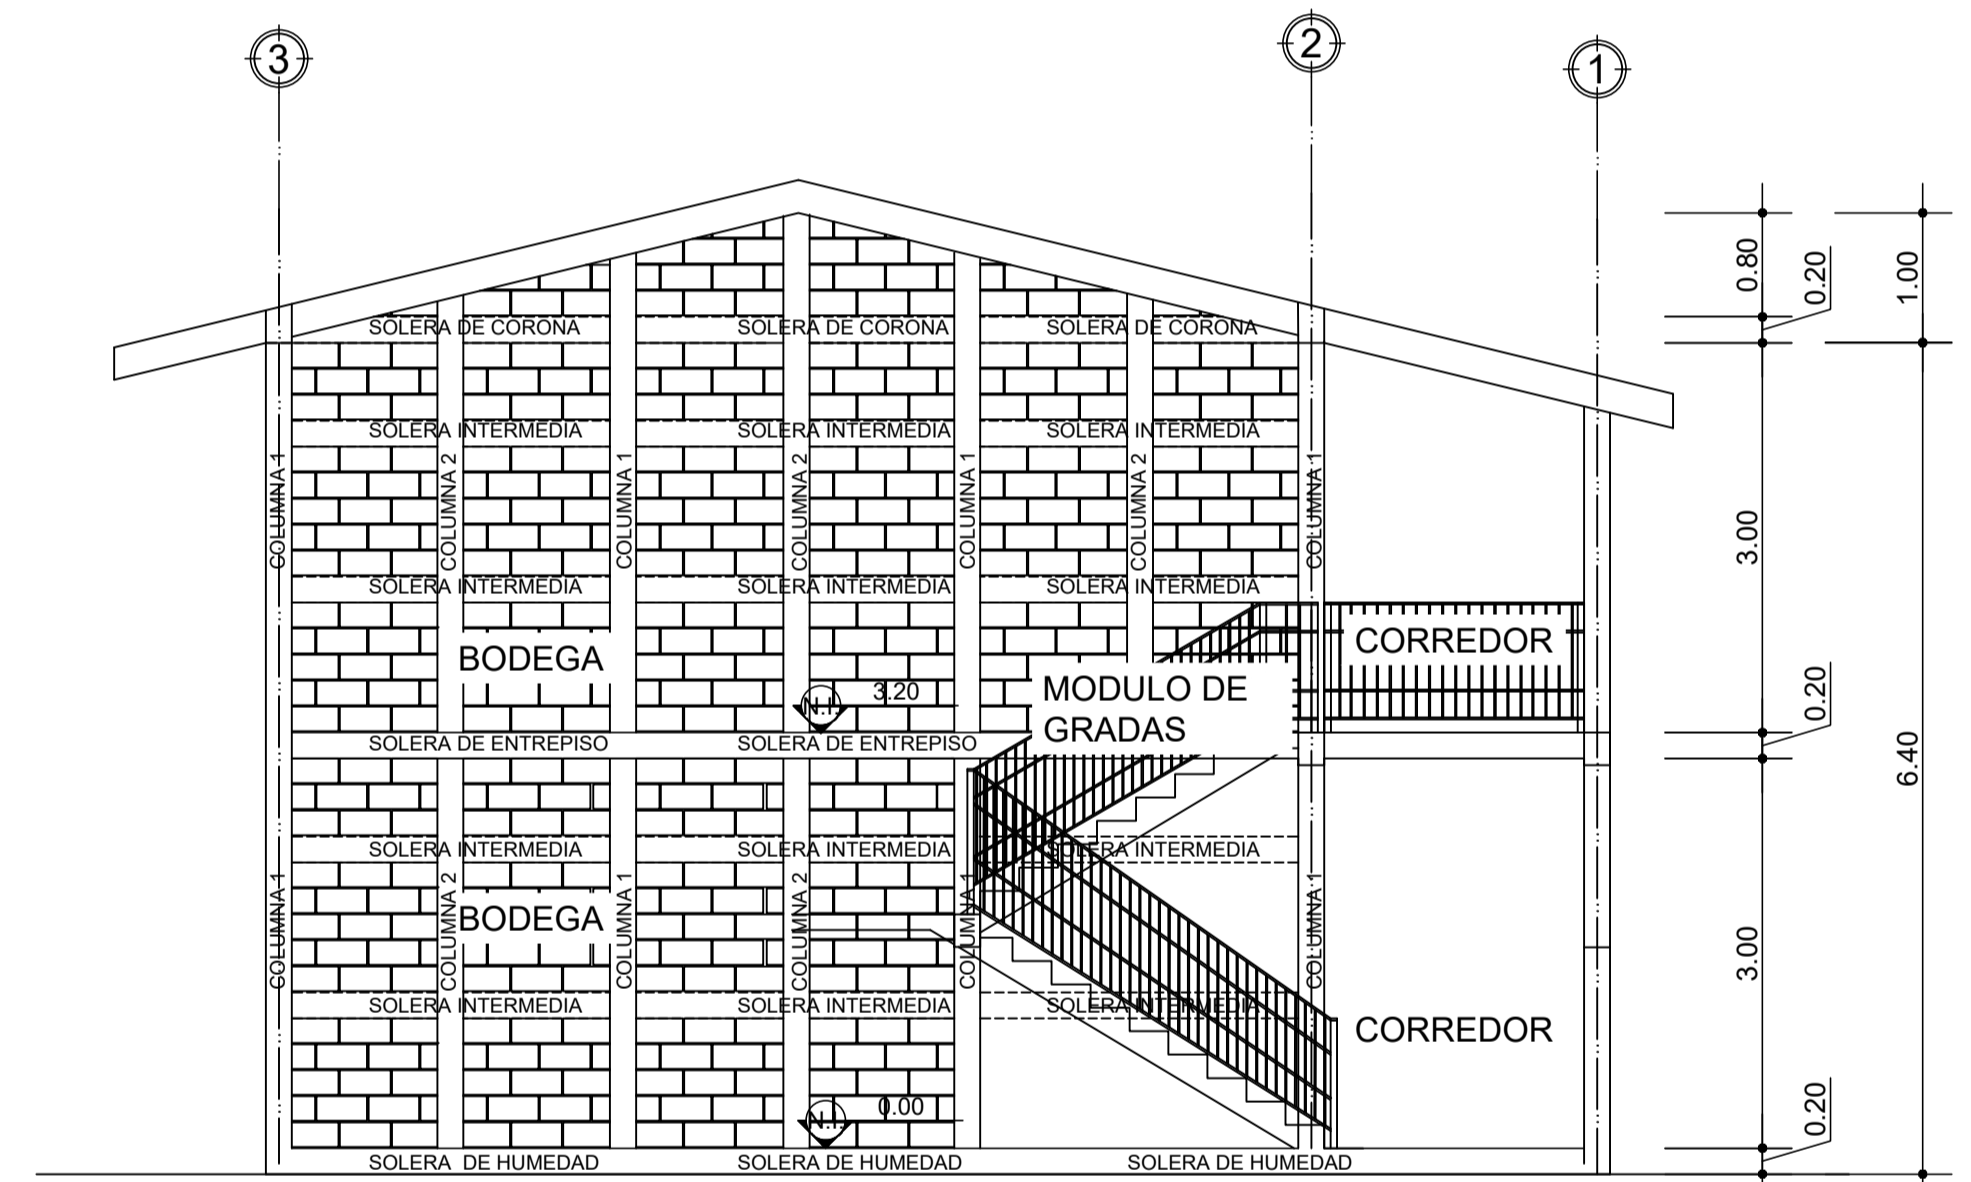 3
2
1
0.80
0.20
1.00
SOLERA DE CORONA
SOLERA DE CORONA
SOLERA DE CORONA
SOLERA INTERMEDIA
SOLERA INTERMEDIA
SOLERA INTERMEDIA
COLUMNA 1
COLUMNA 2
COLUMNA 1
COLUMNA 2
COLUMNA 1
COLUMNA 2
COLUMNA 1
3.00
SOLERA INTERMEDIA
SOLERA INTERMEDIA
SOLERA INTERMEDIA
BODEGA
CORREDOR
N.I.
3.20
MODULO DE
GRADAS
0.20
SOLERA DE ENTREPISO
SOLERA DE ENTREPISO
6.40
SOLERA INTERMEDIA
SOLERA INTERMEDIA
SOLERA INTERMEDIA
COLUMNA 1
COLUMNA 2
COLUMNA 1
COLUMNA 2
COLUMNA 1
COLUMNA 1
BODEGA
3.00
SOLERA INTERMEDIA
SOLERA INTERMEDIA
SOLERA INTERMEDIA
CORREDOR
N.I.
0.00
0.20
SOLERA DE HUMEDAD
SOLERA DE HUMEDAD
SOLERA DE HUMEDAD